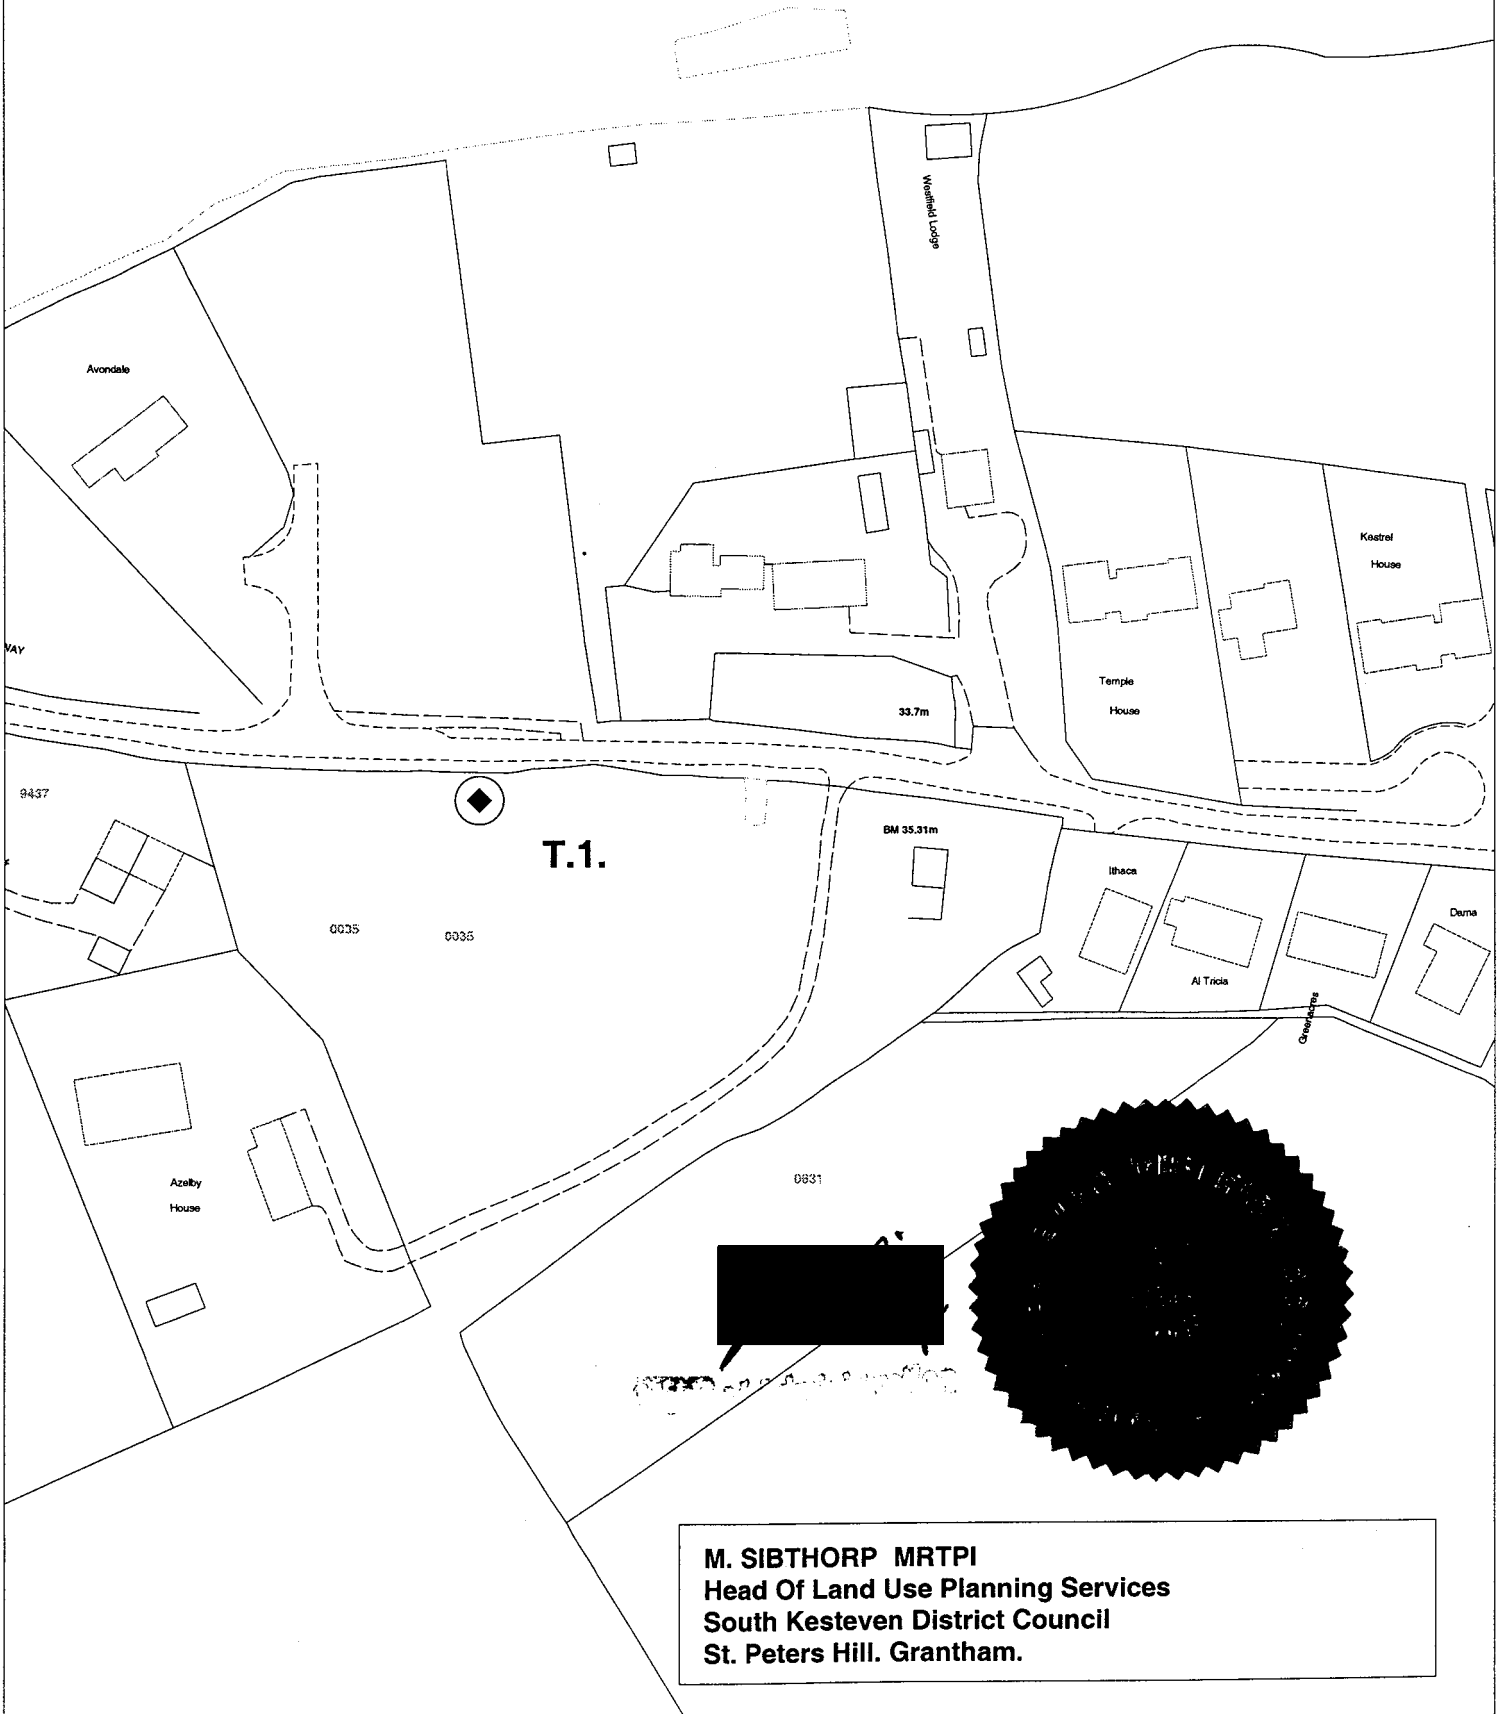 Westfield Lodge
Avondale
Kestrel
House
WAY
Temple
House
33.7m
9437
BM 35.31m
T.1.
Ithaca
Dama
0035
0035
Al Tricia
Greenacres
Azelby
House
0631
M. SIBTHORP MRTPI
Head Of Land Use Planning Services
South Kesteven District Council
St. Peters Hill. Grantham.